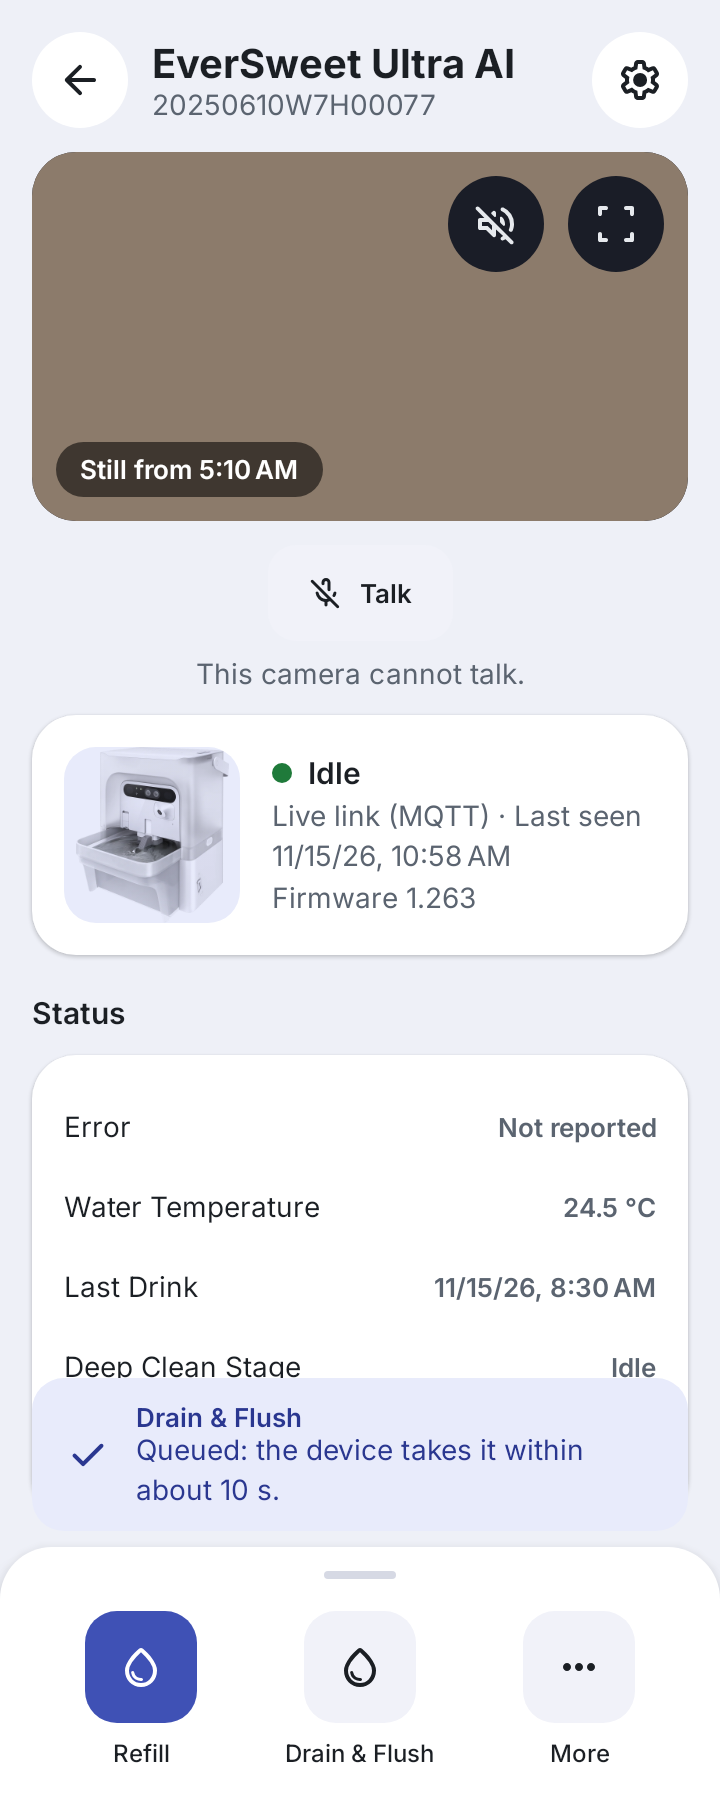 EverSweet Ultra AI
20250610W7H00077
Still from 5:10 AM
Talk
This camera cannot talk.
Idle
Live link (MQTT) · Last seen
11/15/26, 10:58 AM
Firmware 1.263
Status
Error
Not reported
Water Temperature
24.5 °C
Last Drink
11/15/26, 8:30 AM
Deep Clean Stage
Idle
Drain & Flush
Queued: the device takes it within
about 10 s.
Refill
Drain & Flush
More